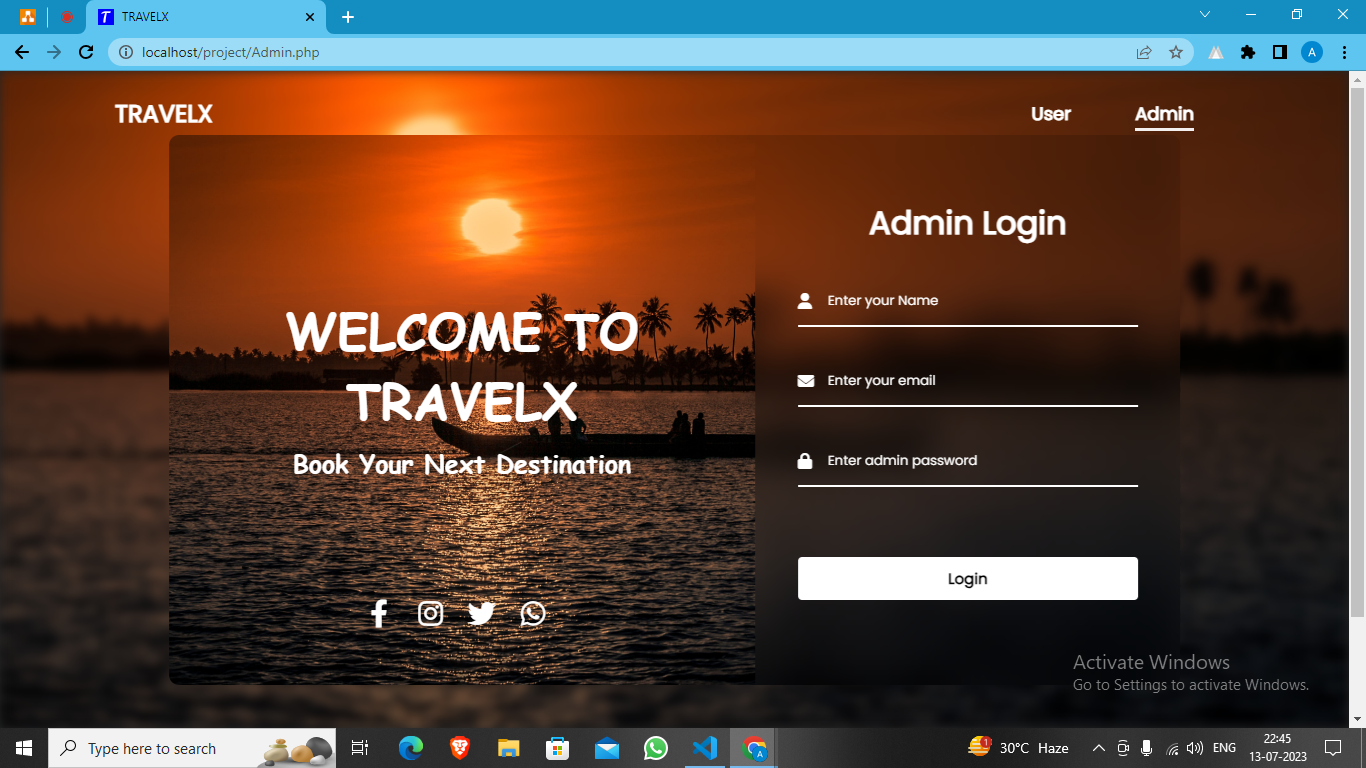 TRAVELX
localhost/project/Admin.php
A
TRAVELX
User
Admin
WELCOME TO
TRAVELX
Book Your Next Destination
Admin Login
Enter your Name
Enter your email
Enter admin password
Login
Activate Windows
Go to Settings to activate Windows.
Type here to search
A
1
30°C Haze
ENG
22:45
13-07-2023